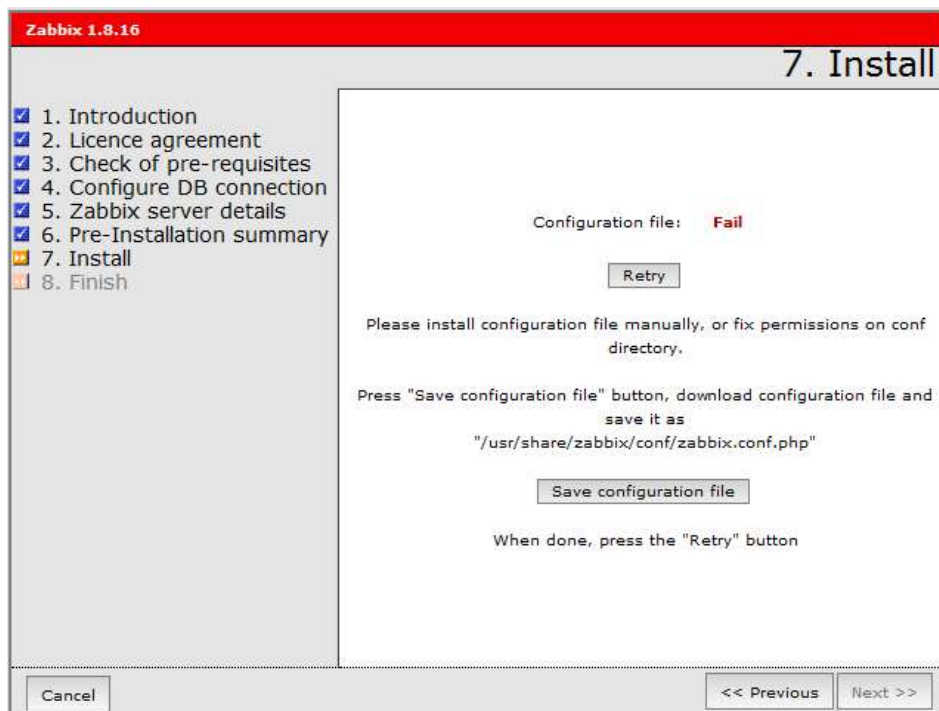 Zabbix 1.8.16
7. Install
1. Introduction
2. Licence agreement
3. Check of pre-requisites
4. Configure DB connection
5. Zabbix server details
6. Pre-Installation summary
7. Install
8. Finish
Configuration file: Fail
Retry
Please install configuration file manually, or fix permissions on conf
directory.
Press "Save configuration file" button, download configuration file and
save it as
"/usr/share/zabbix/conf/zabbix.conf.php"
Save configuration file
When done, press the "Retry" button
Cancel
<< Previous
Next >>